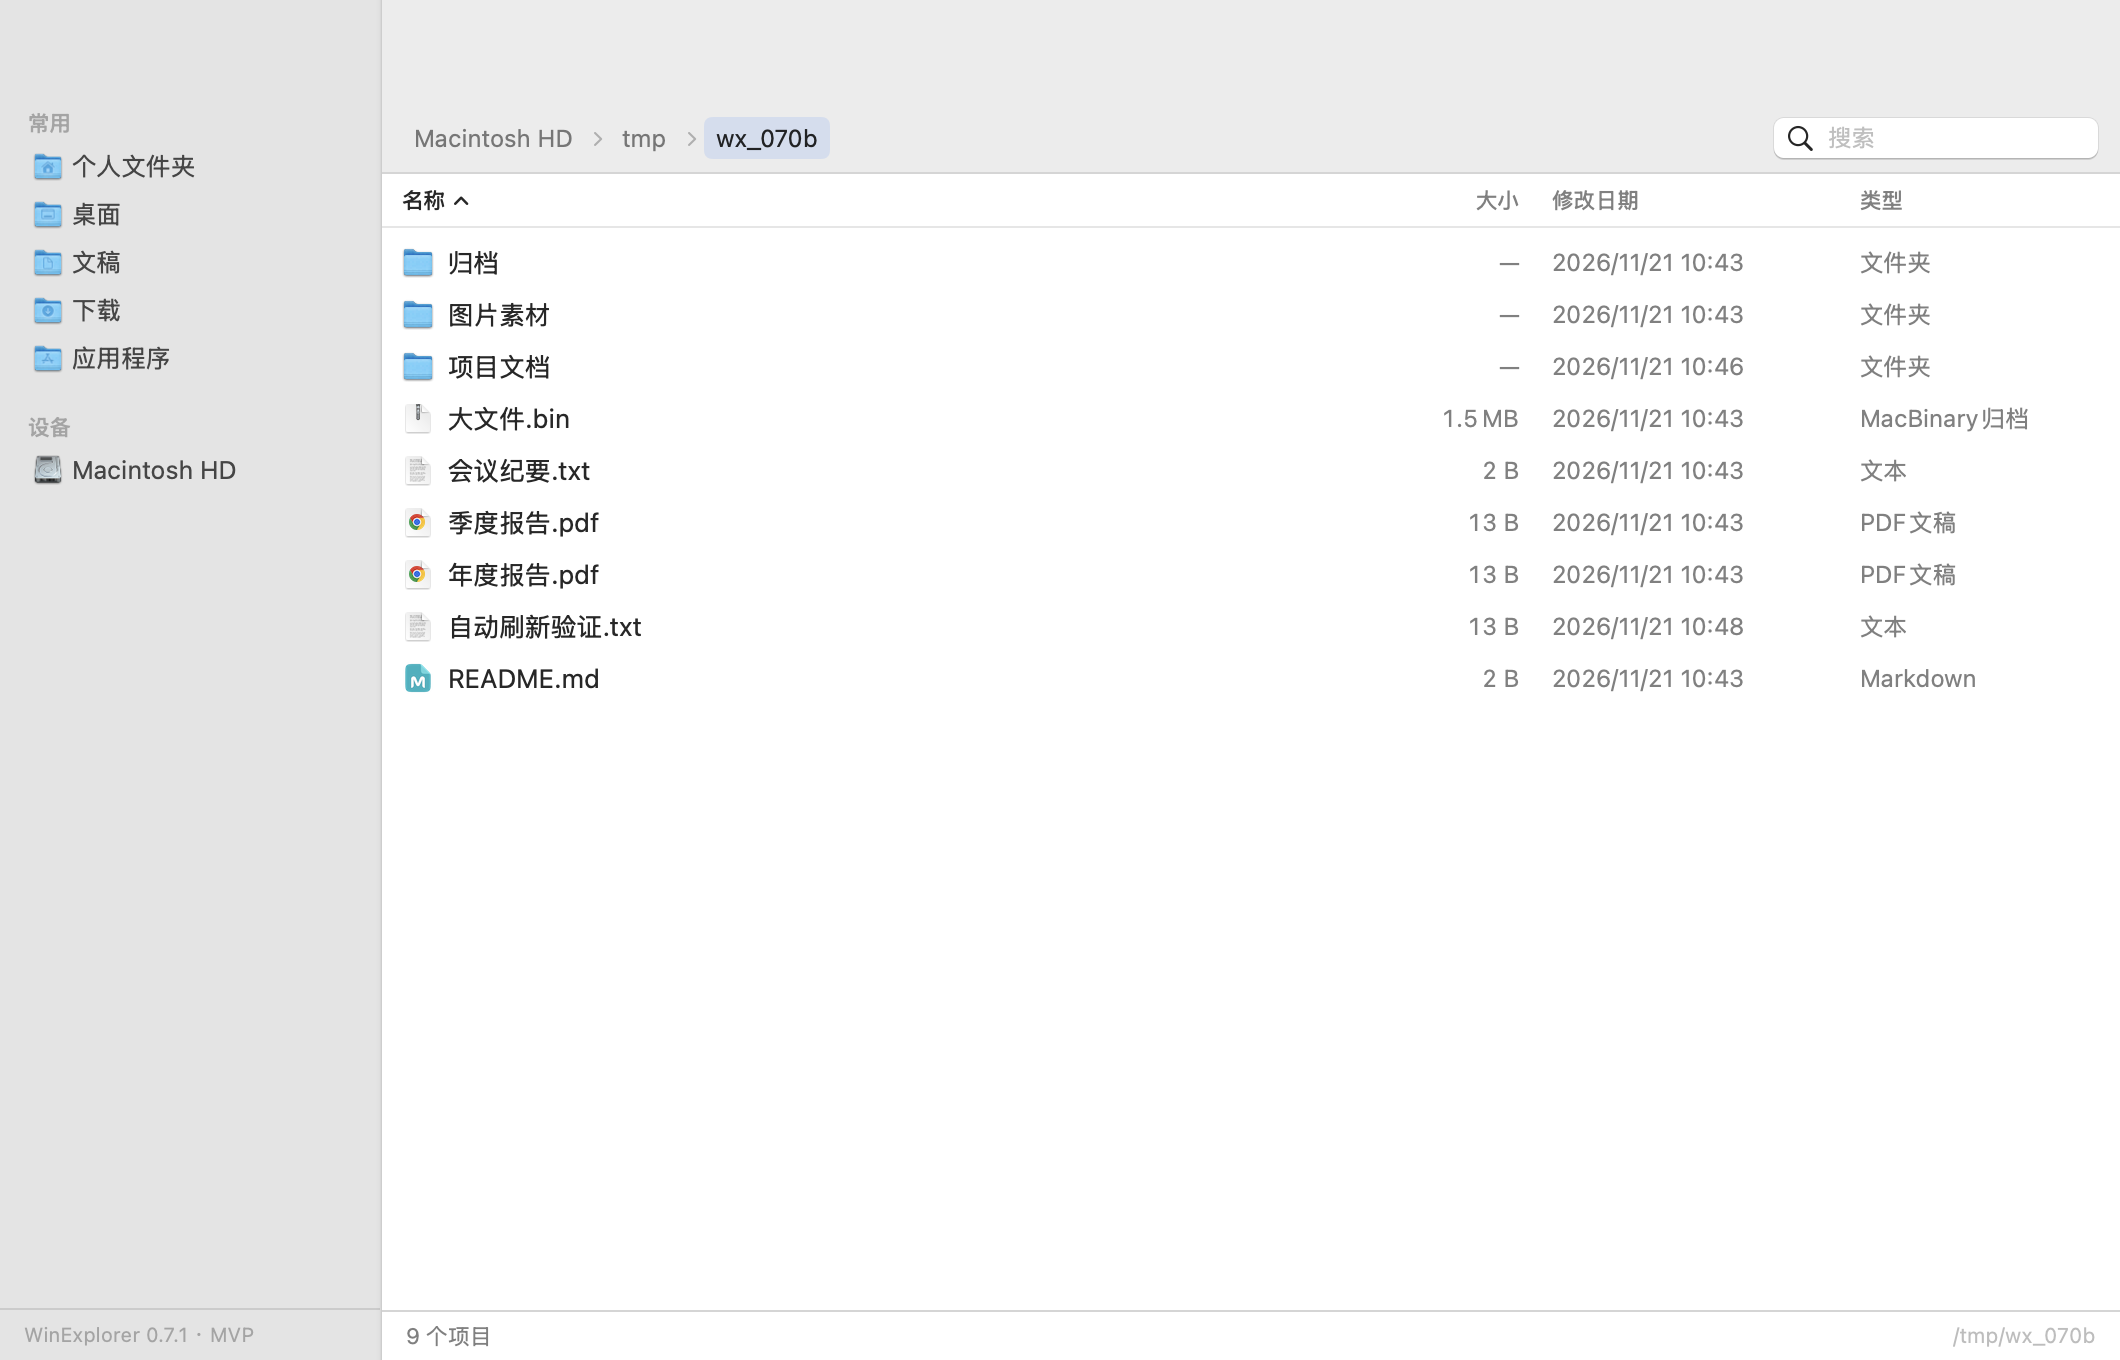 常用
个人文件夹
桌面
文稿
下载
应用程序
设备
Macintosh HD
WinExplorer 0.7.1 · MVP
Macintosh HD › tmp › wx_070b
搜索
名称 大小 修改日期 类型
归档 — 2026/11/21 10:43 文件夹
图片素材 — 2026/11/21 10:43 文件夹
项目文档 — 2026/11/21 10:46 文件夹
大文件.bin 1.5 MB 2026/11/21 10:43 MacBinary归档
会议纪要.txt 2 B 2026/11/21 10:43 文本
季度报告.pdf 13 B 2026/11/21 10:43 PDF文稿
年度报告.pdf 13 B 2026/11/21 10:43 PDF文稿
自动刷新验证.txt 13 B 2026/11/21 10:48 文本
README.md 2 B 2026/11/21 10:43 Markdown
9 个项目 /tmp/wx_070b